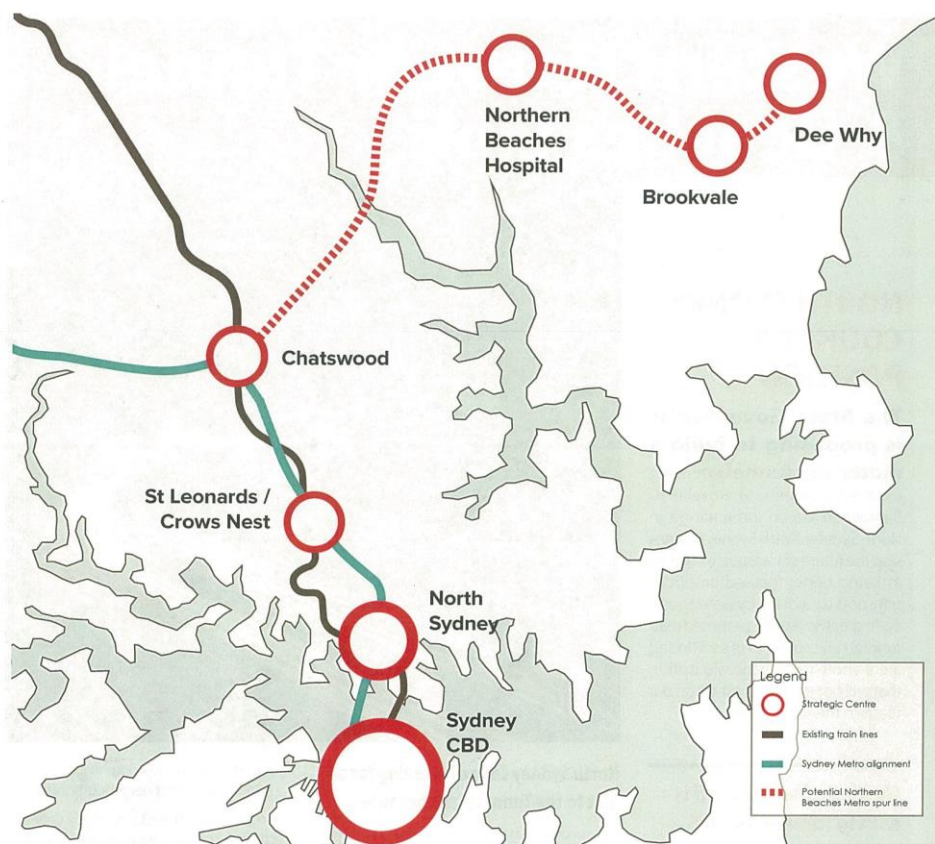 Northern
Beaches
Hospital
Dee Why
Brookvale
Chatswood
St Leonards /
Crows Nest
North
Sydney
Sydney
CBD
Legend
Strategic Centre
Existing train lines
Sydney Metro alignment
Potential Northern
Beaches Metro spur line